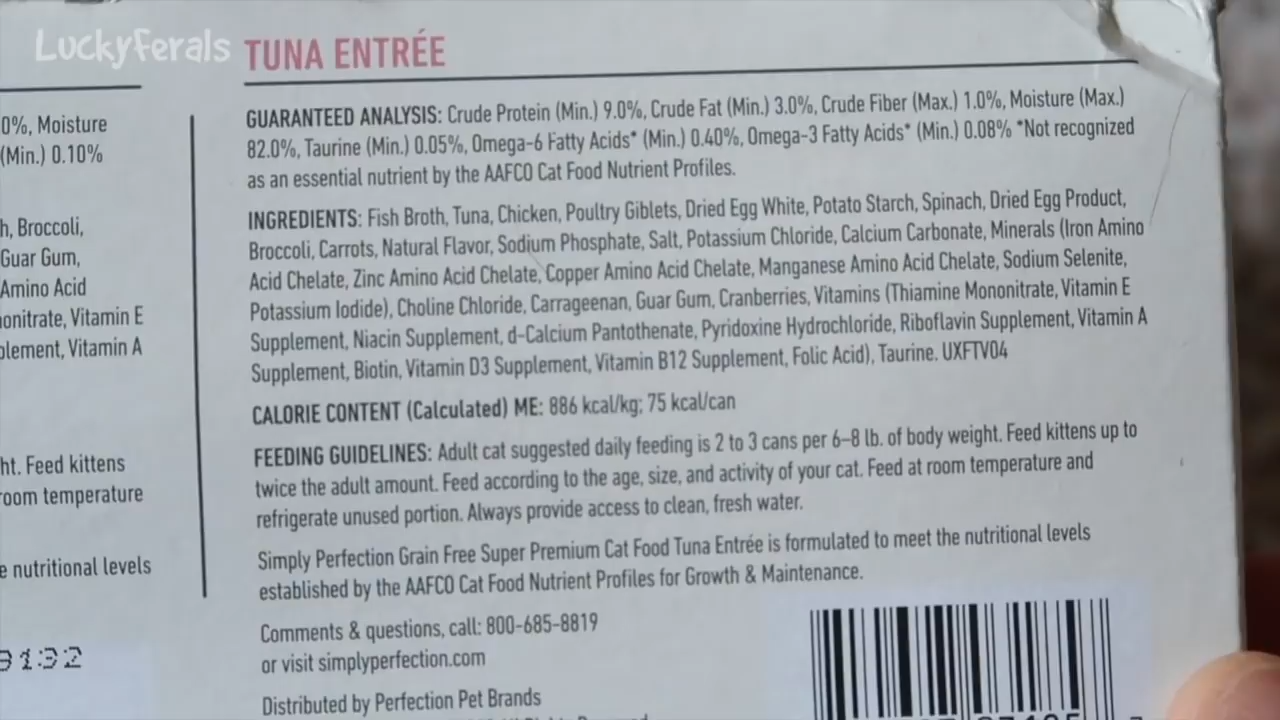 LuckyFerals
TUNA ENTRÉE
0%, Moisture
(Min.) 0.10%
h, Broccoli,
Guar Gum,
Amino Acid
onitrate, Vitamin E
plement, Vitamin A
ht. Feed kittens
room temperature
e nutritional levels
3132
GUARANTEED ANALYSIS: Crude Protein (Min.) 9.0%, Crude Fat (Min.) 3.0%, Crude Fiber (Max.) 1.0%, Moisture (Max.)
82.0%, Taurine (Min.) 0.05%, Omega-6 Fatty Acids* (Min.) 0.40%, Omega-3 Fatty Acids* (Min.) 0.08% *Not recognized
as an essential nutrient by the AAFCO Cat Food Nutrient Profiles.
INGREDIENTS: Fish Broth, Tuna, Chicken, Poultry Giblets, Dried Egg White, Potato Starch, Spinach, Dried Egg Product,
Broccoli, Carrots, Natural Flavor, Sodium Phosphate, Salt, Potassium Chloride, Calcium Carbonate, Minerals (Iron Amino
Acid Chelate, Zinc Amino Acid Chelate, Copper Amino Acid Chelate, Manganese Amino Acid Chelate, Sodium Selenite,
Potassium Iodide), Choline Chloride, Carrageenan, Guar Gum, Cranberries, Vitamins (Thiamine Mononitrate, Vitamin E
Supplement, Niacin Supplement, d-Calcium Pantothenate, Pyridoxine Hydrochloride, Riboflavin Supplement, Vitamin A
Supplement, Biotin, Vitamin D3 Supplement, Vitamin B12 Supplement, Folic Acid), Taurine. UXFTV04
CALORIE CONTENT (Calculated) ME: 886 kcal/kg; 75 kcal/can
FEEDING GUIDELINES: Adult cat suggested daily feeding is 2 to 3 cans per 6–8 lb. of body weight. Feed kittens up to
twice the adult amount. Feed according to the age, size, and activity of your cat. Feed at room temperature and
refrigerate unused portion. Always provide access to clean, fresh water.
Simply Perfection Grain Free Super Premium Cat Food Tuna Entrée is formulated to meet the nutritional levels
established by the AAFCO Cat Food Nutrient Profiles for Growth & Maintenance.
Comments & questions, call: 800-685-8819
or visit simplyperfection.com
Distributed by Perfection Pet Brands